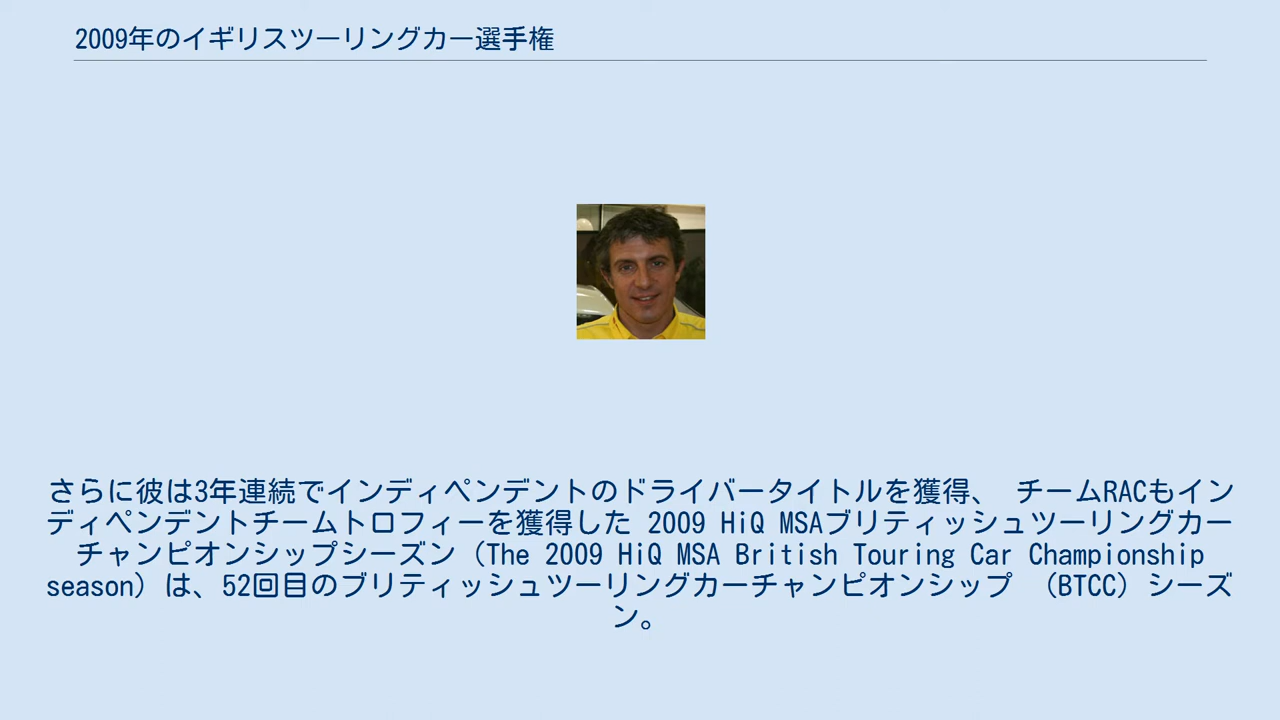 2009年のイギリスツーリングカー選手権
さらに彼は3年連続でインディペンデントのドライバータイトルを獲得、 チームRACもイン
ディペンデントチームトロフィーを獲得した 2009 HiQ MSAブリティッシュツーリングカー
チャンピオンシップシーズン（The 2009 HiQ MSA British Touring Car Championship
season）は、52回目のブリティッシュツーリングカーチャンピオンシップ （BTCC）シーズ
ン。